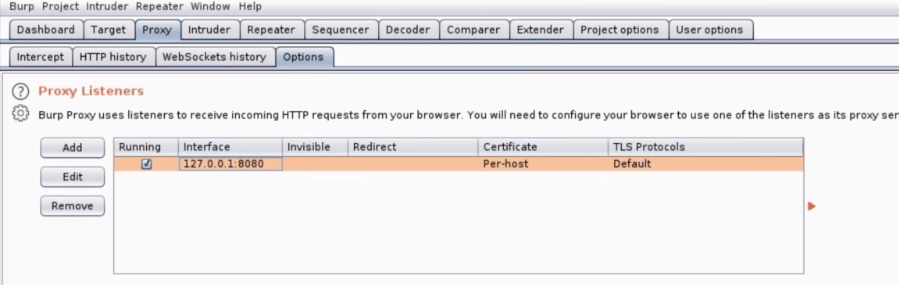 Burp Project Intruder Repeater Window Help
Dashboard Target Proxy Intruder Repeater Sequencer Decoder Comparer Extender Project options User options
Intercept HTTP history WebSockets history Options
? Proxy Listeners
Burp Proxy uses listeners to receive incoming HTTP requests from your browser. You will need to configure your browser to use one of the listeners as its proxy ser
Add Running Interface Invisible Redirect Certificate TLS Protocols
127.0.0.1:8080 Per-host Default
Edit
Remove